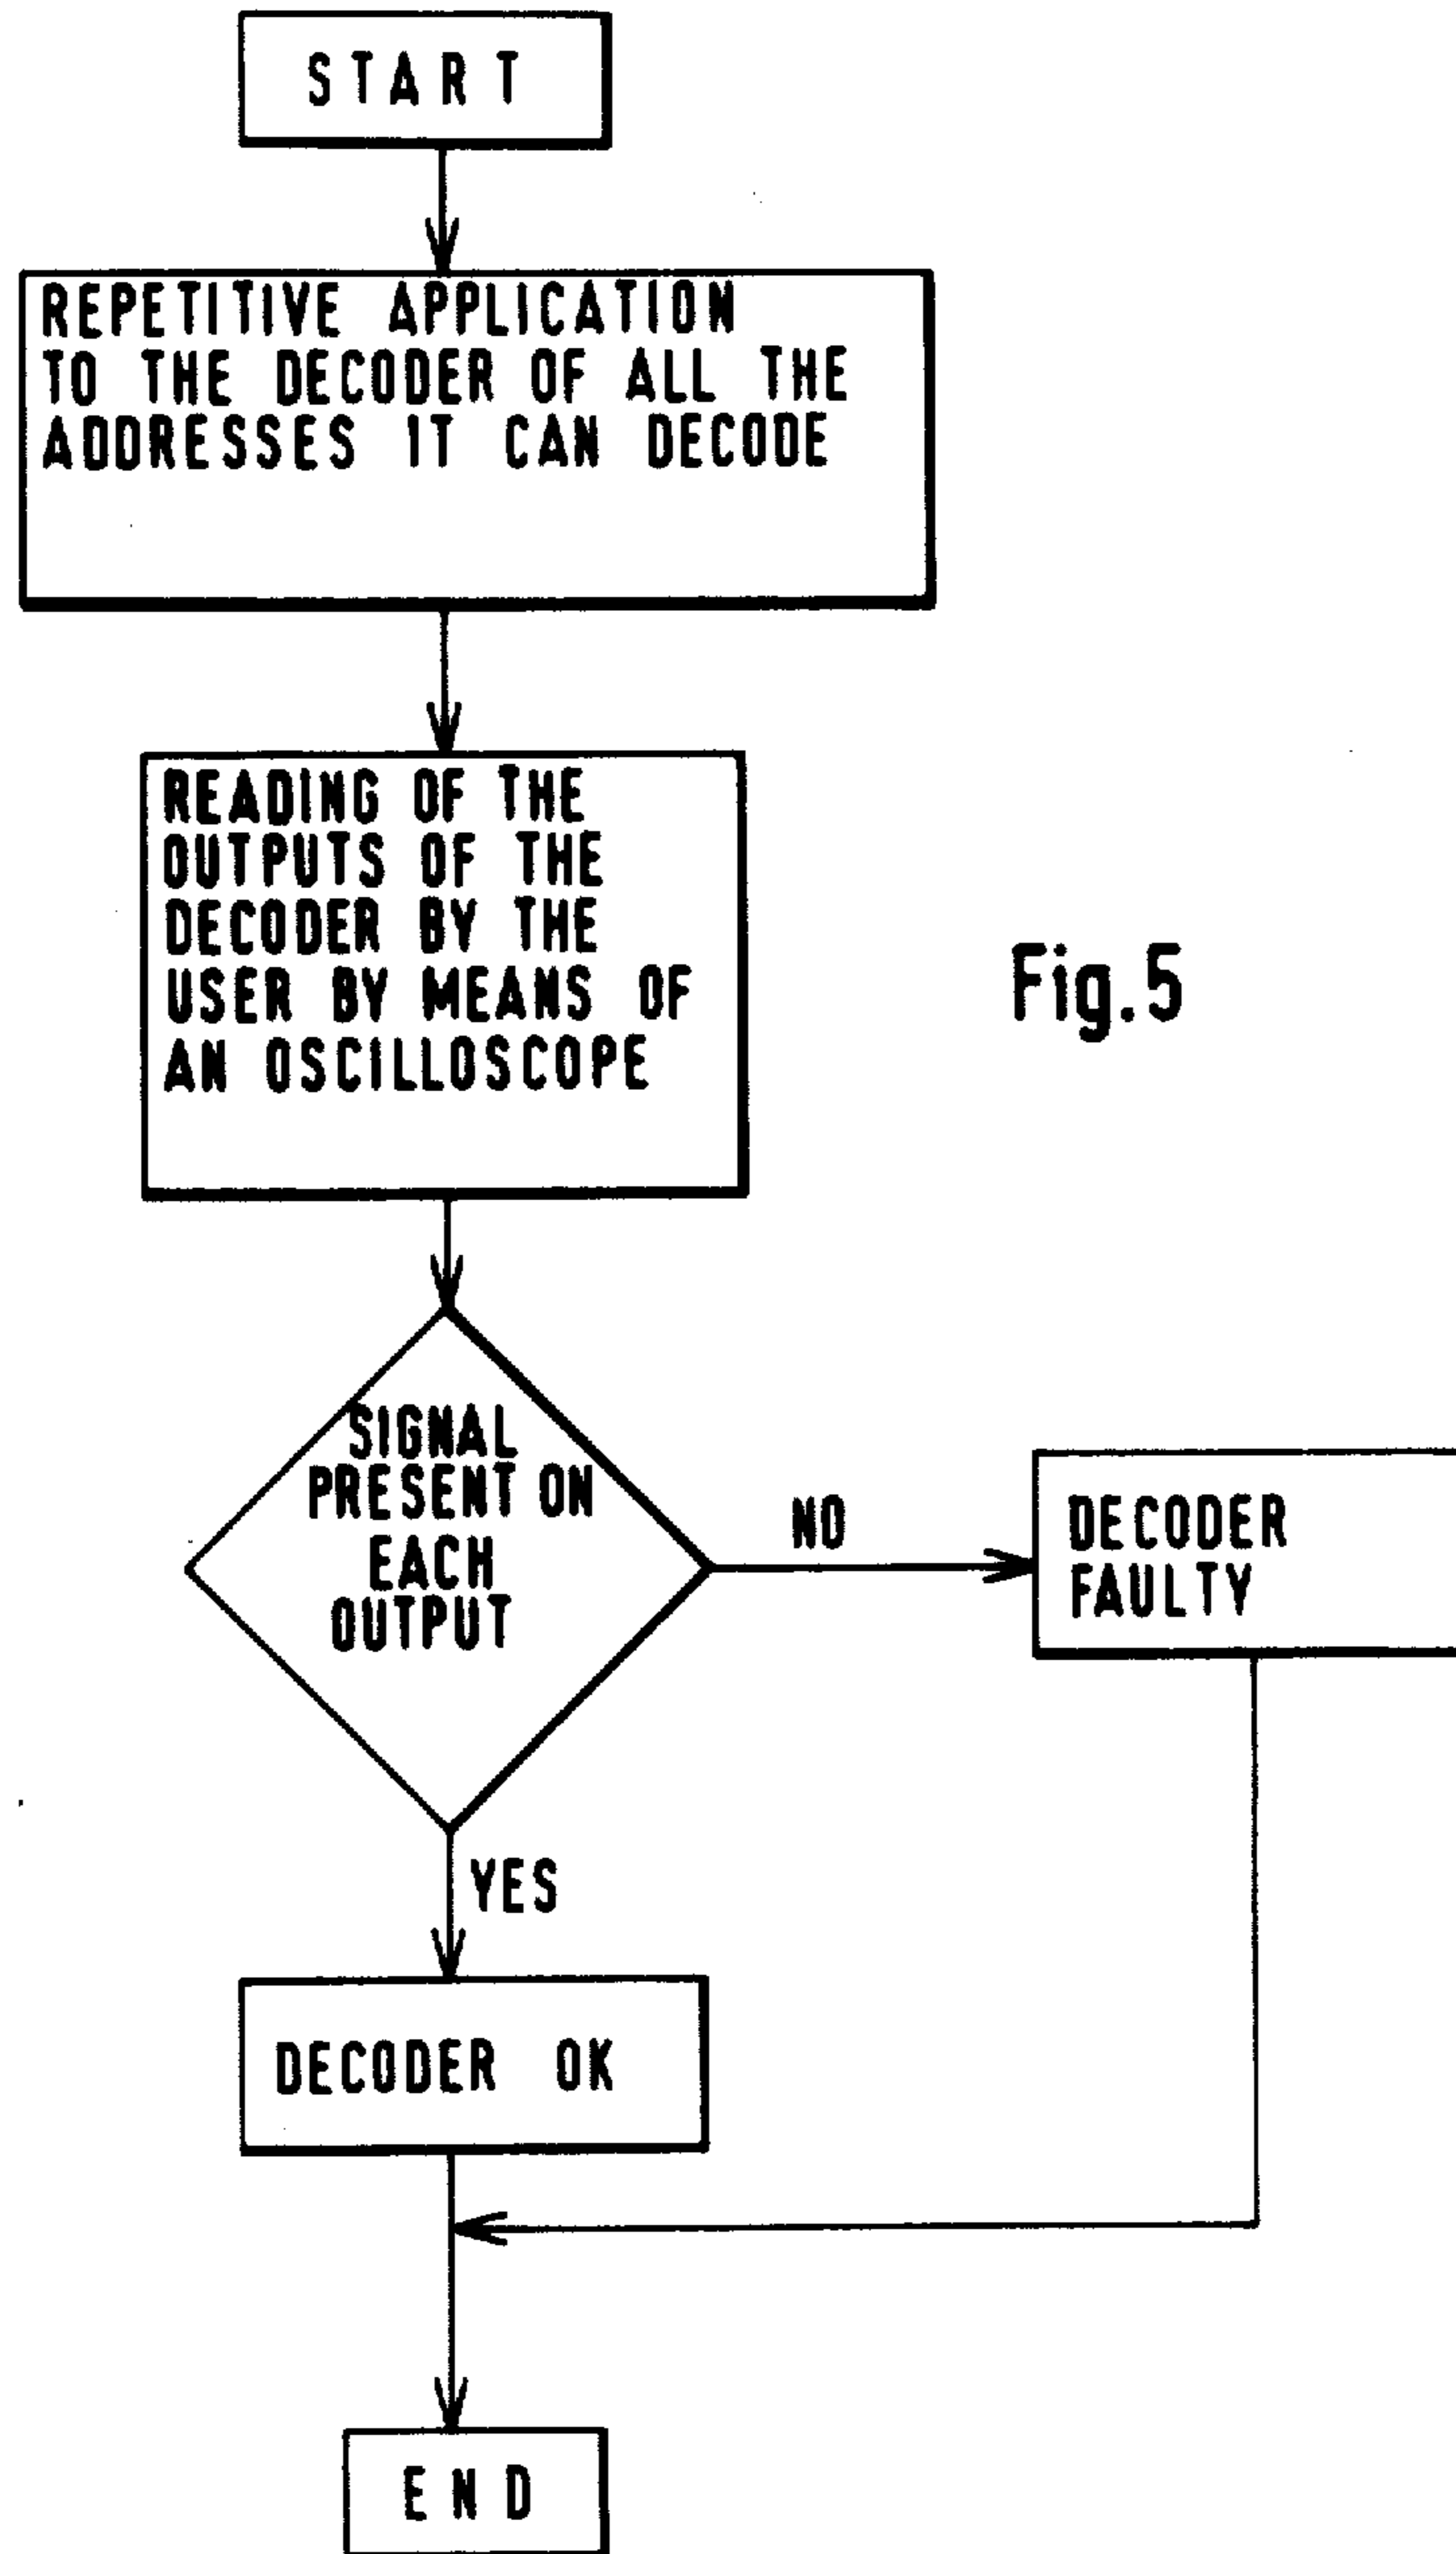 START
REPETITIVE APPLICATION
TO THE DECODER OF ALL THE
ADDRESSES IT CAN DECODE
READING OF THE
OUTPUTS OF THE
DECODER BY THE
USER BY MEANS OF
AN OSCILLOSCOPE
Fig.5
SIGNAL
PRESENT ON
EACH
OUTPUT
NO
DECODER
FAULTY
YES
DECODER OK
END